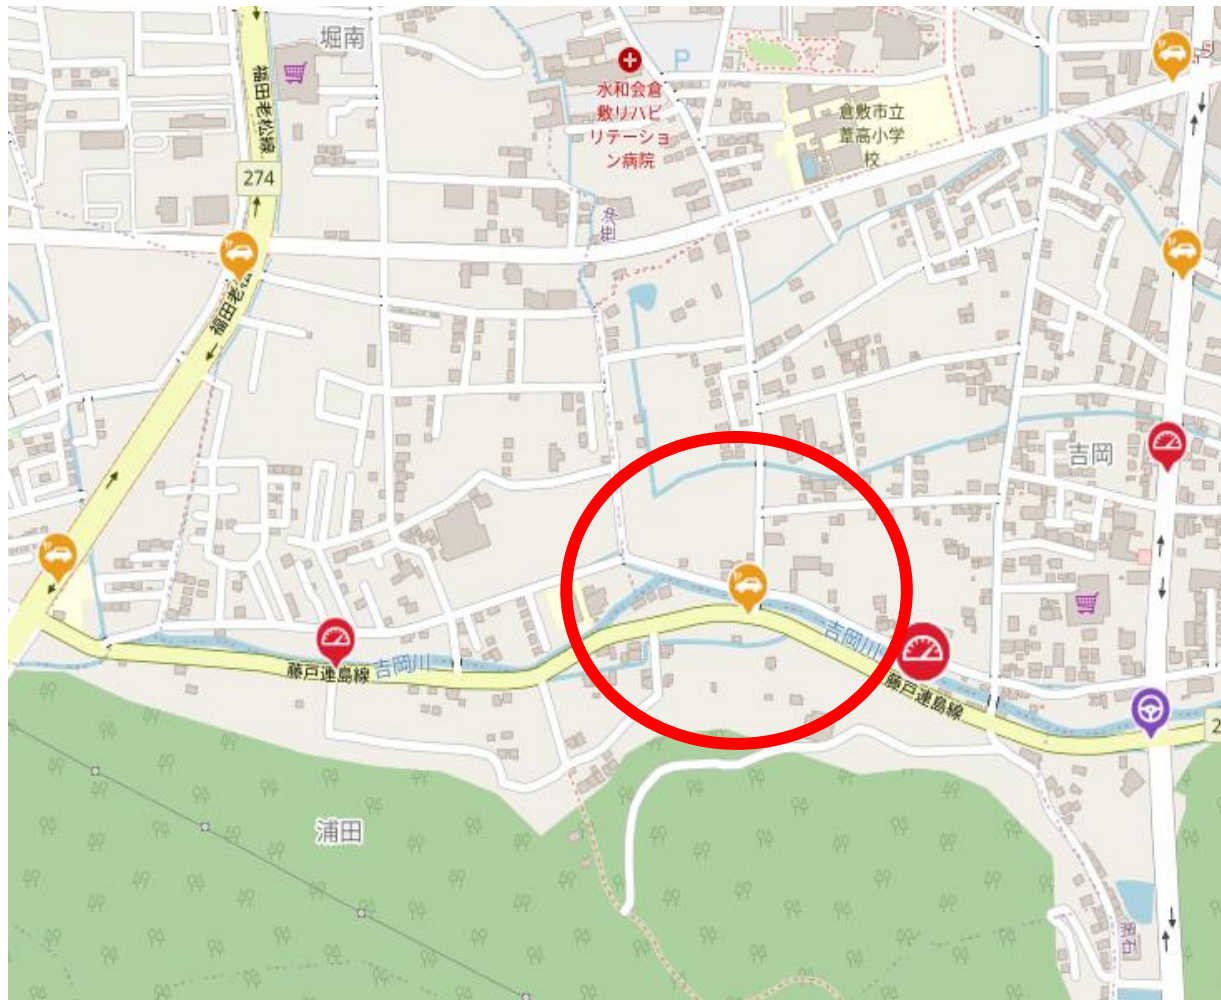 堀南
福田老松線
274
水和会倉
敷リハビ
リテーショ
ン病院
P
倉敷市立
葦高小学
校
福田老松
吉岡
吉岡川
藤戸連島線
吉岡川
藤戸連島線
2
浦田
黒石